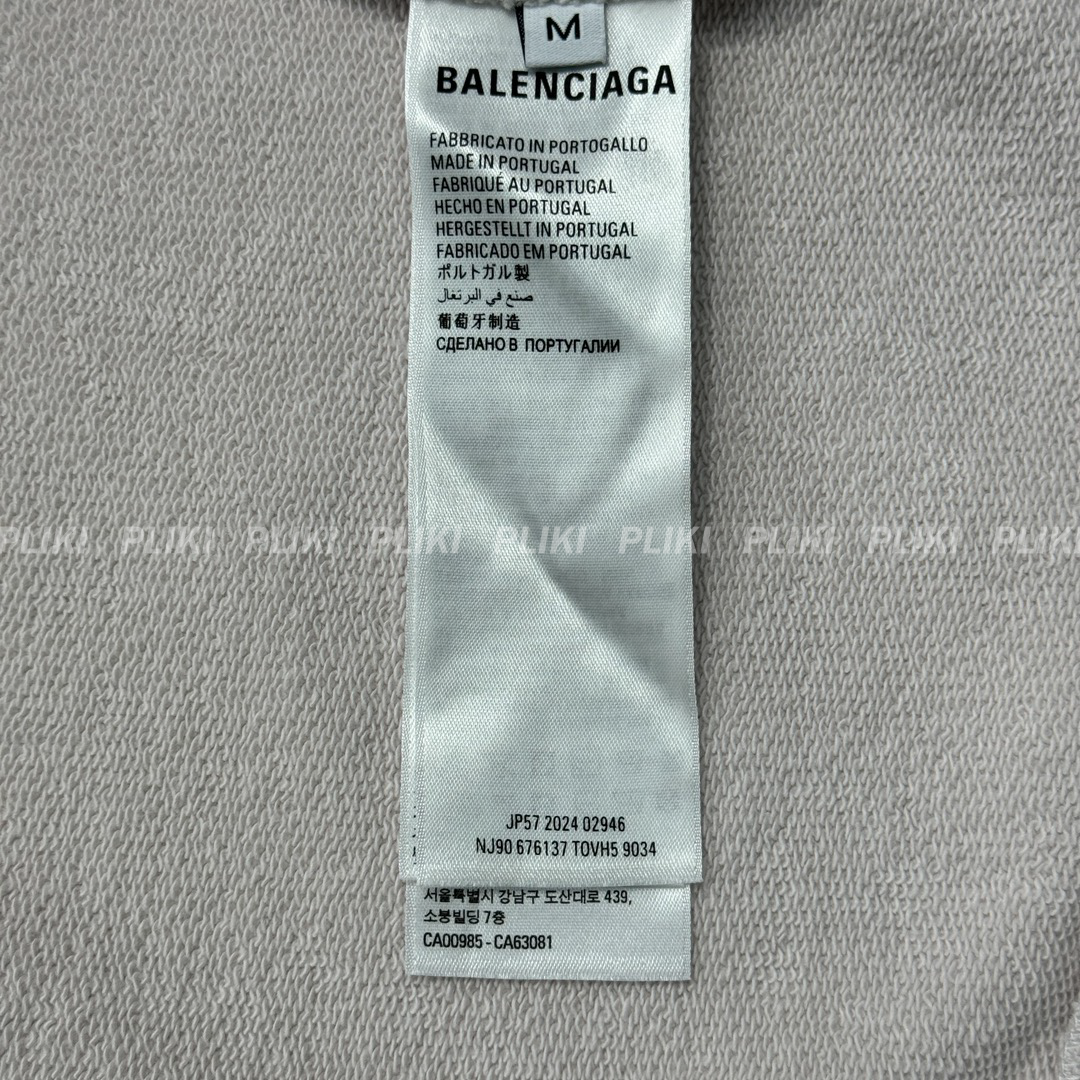 M
BALENCIAGA
FABBRICATO IN PORTOGALLO
MADE IN PORTUGAL
FABRIQUÉ AU PORTUGAL
HECHO EN PORTUGAL
HERGESTELLT IN PORTUGAL
FABRICADO EM PORTUGAL
ポルトガル製
صنع في البرتغال
葡萄牙制造
СДЕЛАНО В ПОРТУГАЛИИ
PLIKI PLIKI PLIKI PLIKI PLIKI PLIKI PLIKI PLIKI PLIKI
JP57 2024 02946
NJ90 676137 TOVH5 9034
서울특별시 강남구 도산대로 439,
소붕빌딩 7층
CA00985 - CA63081